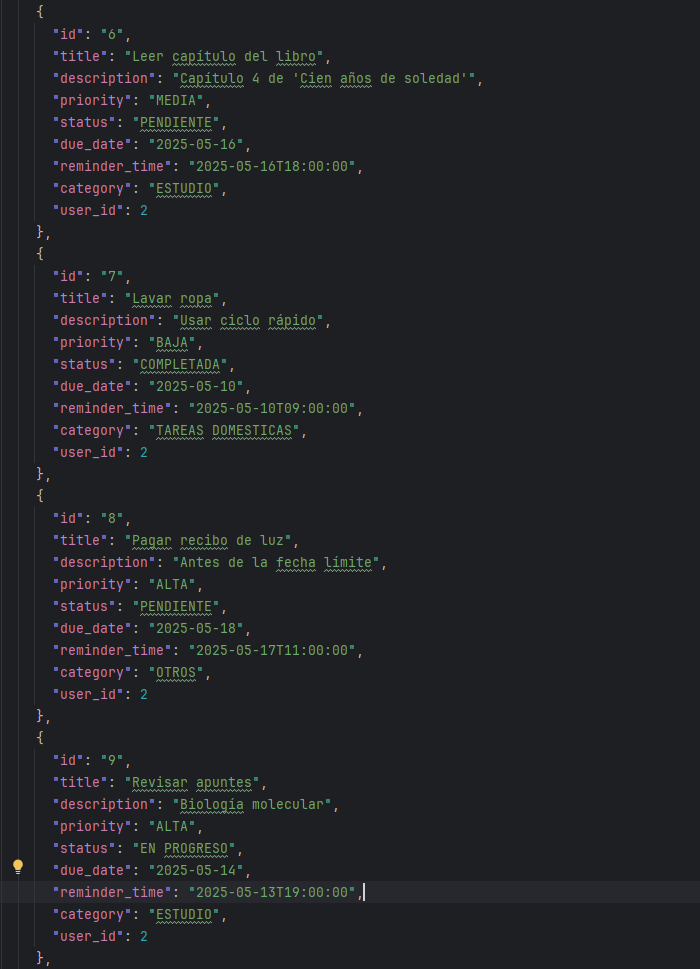 {
"id": "6",
"title": "Leer capítulo del libro",
"description": "Capítulo 4 de 'Cien años de soledad'",
"priority": "MEDIA",
"status": "PENDIENTE",
"due_date": "2025-05-16",
"reminder_time": "2025-05-16T18:00:00",
"category": "ESTUDIO",
"user_id": 2
},
{
"id": "7",
"title": "Lavar ropa",
"description": "Usar ciclo rápido",
"priority": "BAJA",
"status": "COMPLETADA",
"due_date": "2025-05-10",
"reminder_time": "2025-05-10T09:00:00",
"category": "TAREAS DOMESTICAS",
"user_id": 2
},
{
"id": "8",
"title": "Pagar recibo de luz",
"description": "Antes de la fecha límite",
"priority": "ALTA",
"status": "PENDIENTE",
"due_date": "2025-05-18",
"reminder_time": "2025-05-17T11:00:00",
"category": "OTROS",
"user_id": 2
},
{
"id": "9",
"title": "Revisar apuntes",
"description": "Biología molecular",
"priority": "ALTA",
"status": "EN PROGRESO",
"due_date": "2025-05-14",
"reminder_time": "2025-05-13T19:00:00",
"category": "ESTUDIO",
"user_id": 2
},